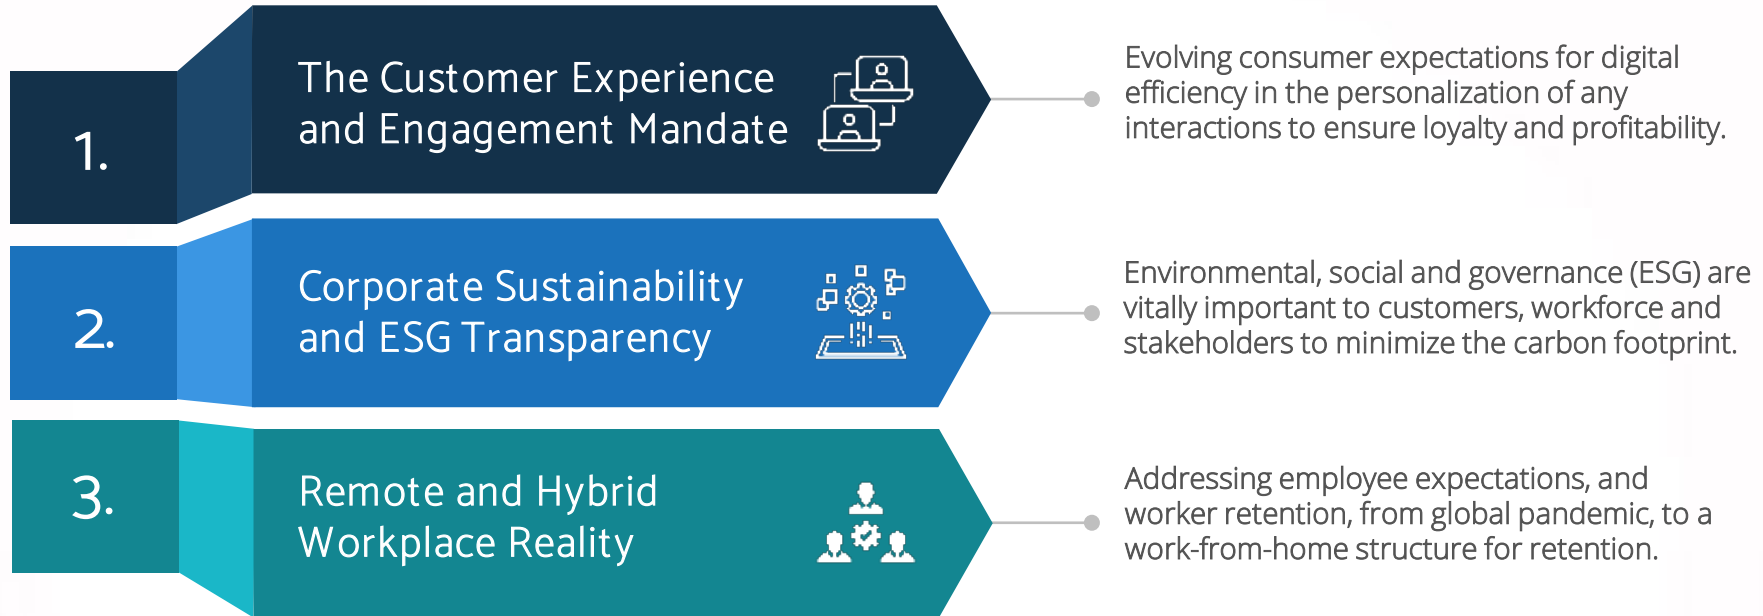 1.
The Customer Experience
and Engagement Mandate
Evolving consumer expectations for digital
efficiency in the personalization of any
interactions to ensure loyalty and profitability.
2.
Corporate Sustainability
and ESG Transparency
Environmental, social and governance (ESG) are
vitally important to customers, workforce and
stakeholders to minimize the carbon footprint.
3.
Remote and Hybrid
Workplace Reality
Addressing employee expectations, and
worker retention, from global pandemic, to a
work-from-home structure for retention.